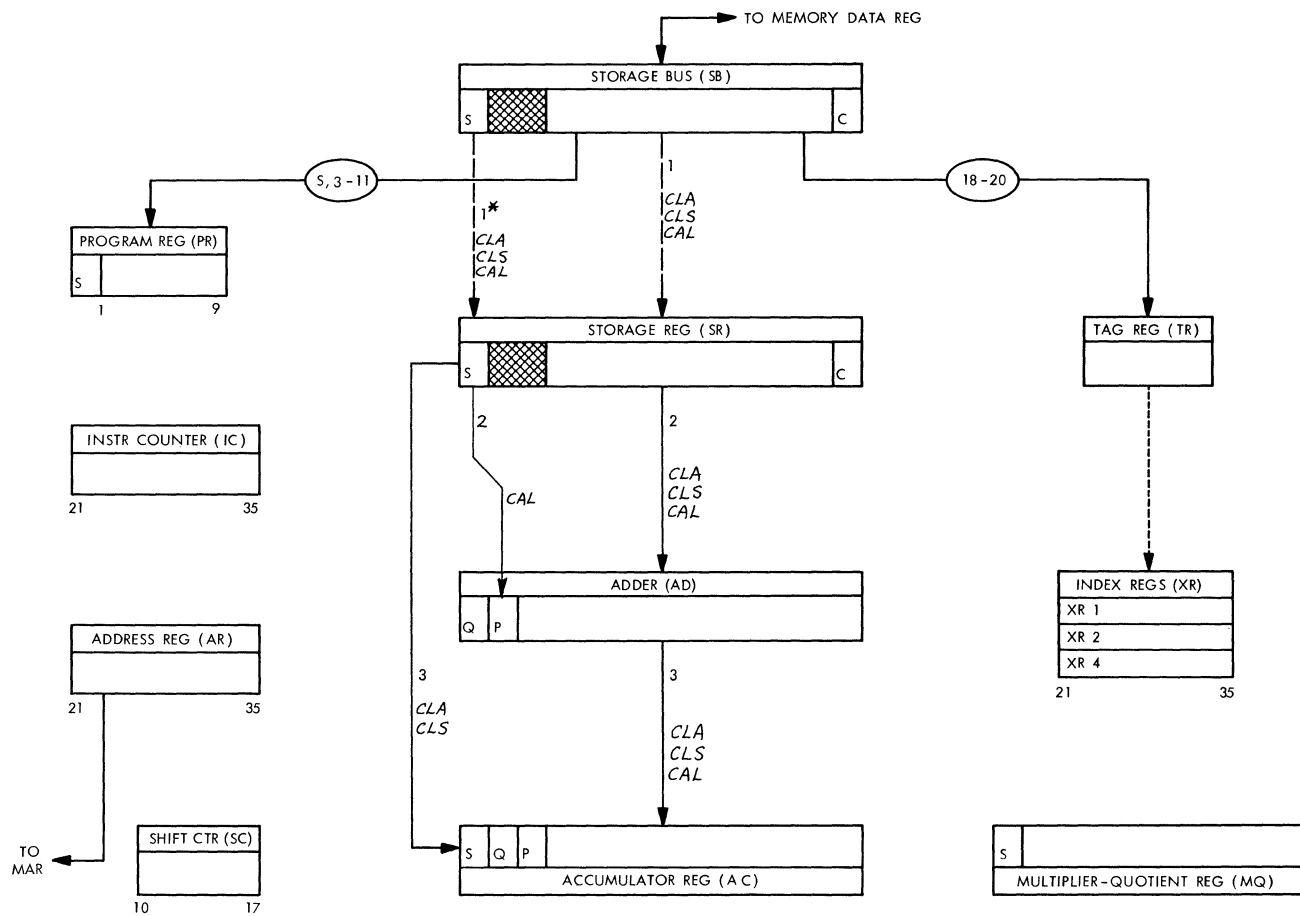 TO MEMORY DATA REG
STORAGE BUS (SB)
S
C
S, 3-11
18-20
1
CLA
CLS
CAL
1*
CLA
CLS
CAL
PROGRAM REG (PR)
S
1 9
STORAGE REG (SR)
S
C
TAG REG (TR)
2
CAL
2
CLA
CLS
CAL
INSTR COUNTER (IC)
21 35
ADDER (AD)
Q P
INDEX REGS (XR)
XR 1
XR 2
XR 4
21 35
ADDRESS REG (AR)
21 35
3
CLA
CLS
3
CLA
CLS
CAL
TO
MAR
SHIFT CTR (SC)
10 17
S Q P
ACCUMULATOR REG (AC)
S
MULTIPLIER-QUOTIENT REG (MQ)